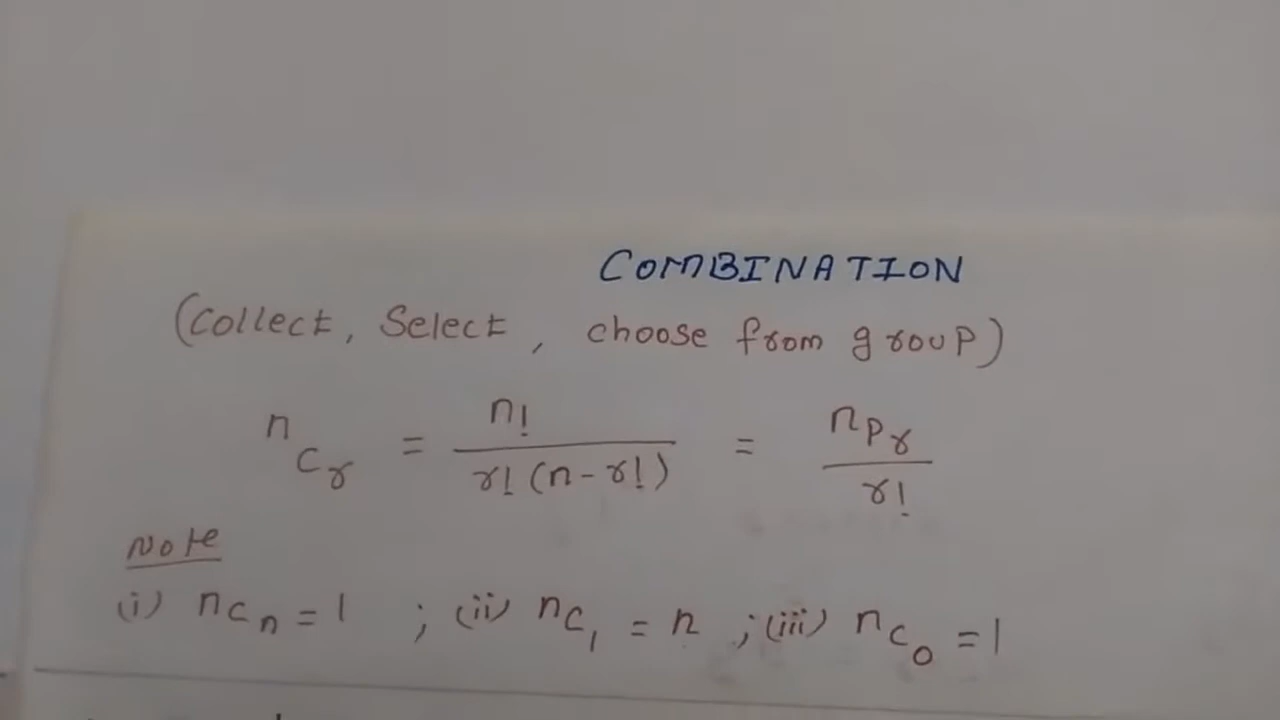 COMBINATION
(Collect, Select, choose from group)
nCr = n! / r!(n-r!) = nPr / r!
Note
(i) nCn = 1 ; (ii) nC1 = n ; (iii) nC0 = 1